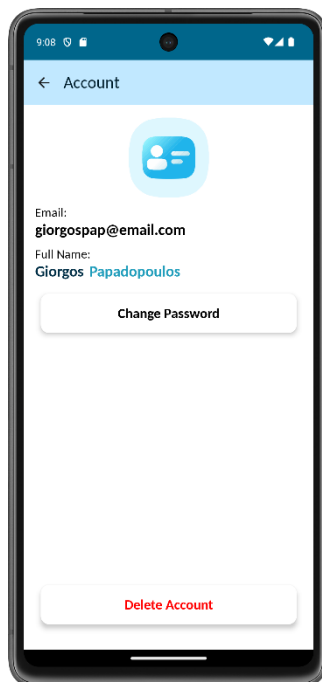 9:08
Account
Email:
giorgospap@email.com
Full Name:
Giorgos Papadopoulos
Change Password
Delete Account